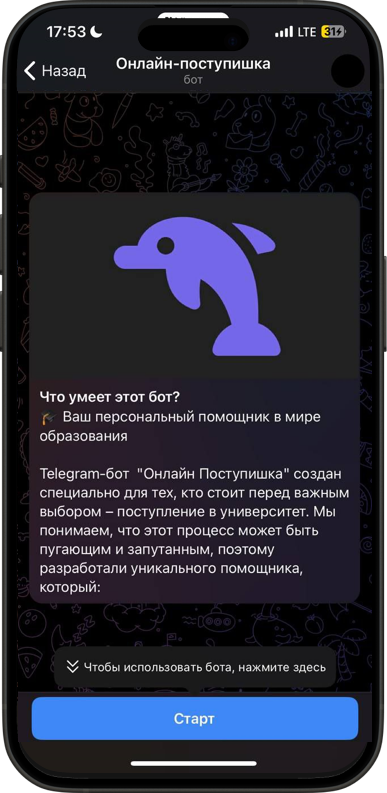 17:53 LTE 31
Назад
Онлайн-поступишка
бот
Что умеет этот бот?
🎓 Ваш персональный помощник в мире
образования
Telegram-бот "Онлайн Поступишка" создан
специально для тех, кто стоит перед важным
выбором – поступление в университет. Мы
понимаем, что этот процесс может быть
пугающим и запутанным, поэтому
разработали уникального помощника,
который:
Чтобы использовать бота, нажмите здесь
Старт